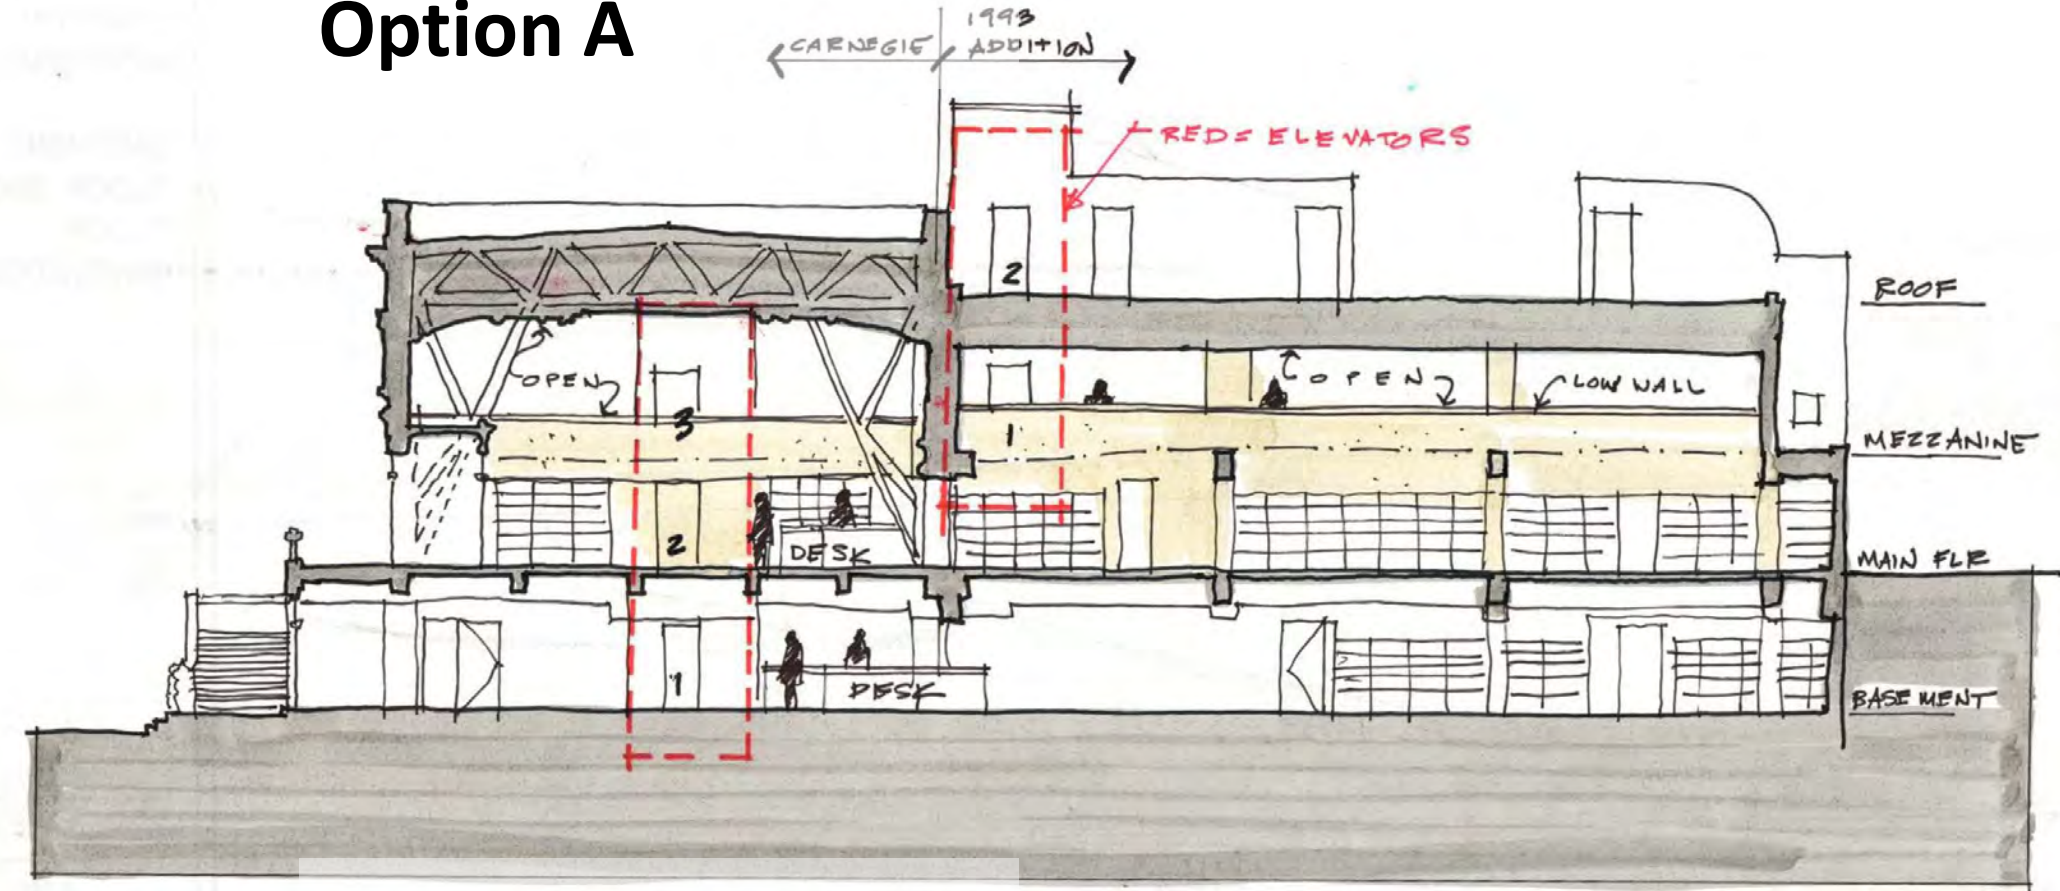 Option A
1993
CARNEGIE ADDITION
RED = ELEVATORS
2
ROOF
OPEN
OPEN
LOW WALL
3
1
MEZZANINE
2
DESK
MAIN FLR
1
DESK
BASEMENT